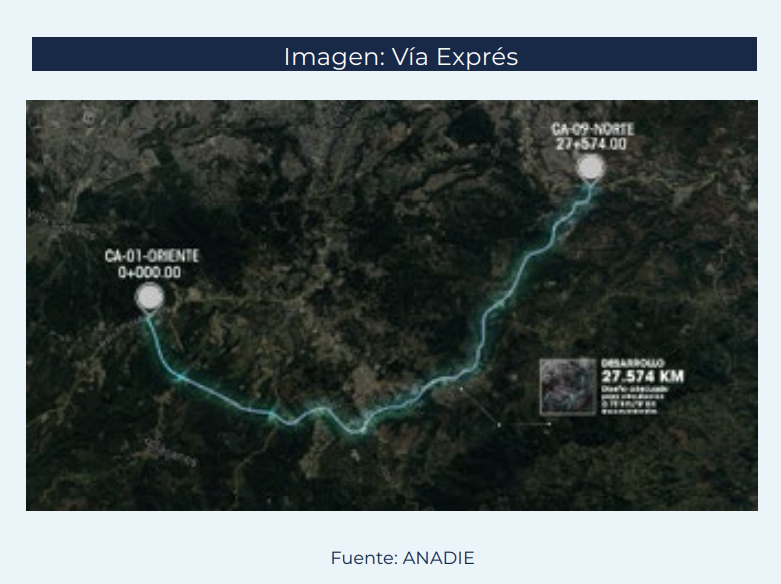 Imagen: Vía Exprés
CA-09-NORTE
27+574.00
CA-01-ORIENTE
0+000.00
DESARROLLO
27.574 KM
Fuente: ANADIE